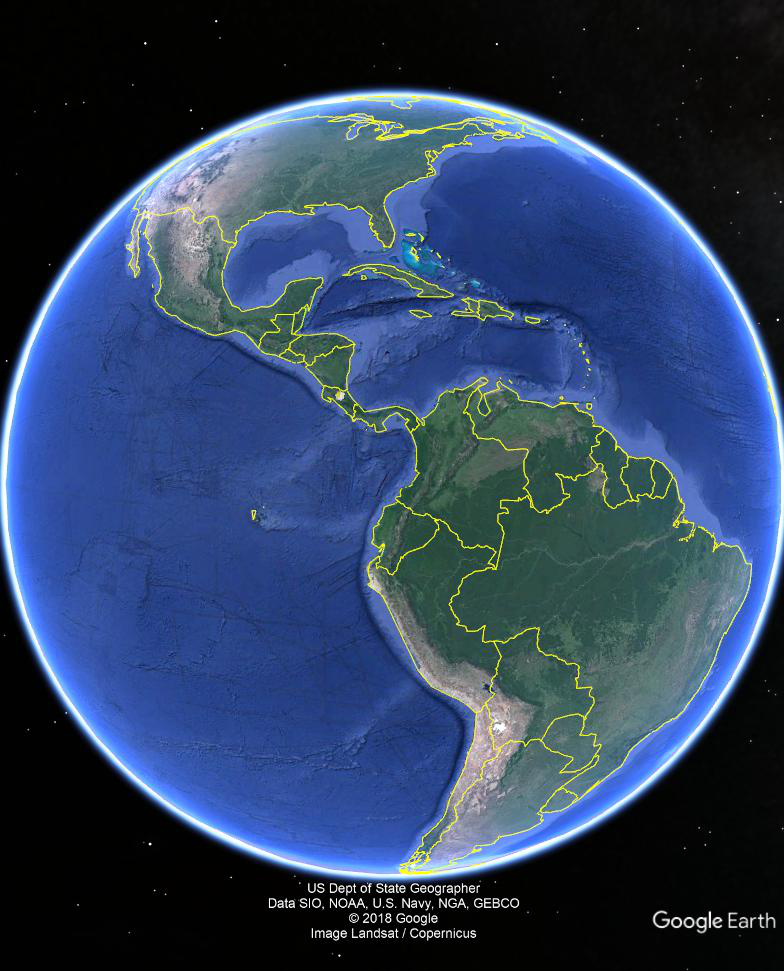 US Dept of State Geographer
Data SIO, NOAA, U.S. Navy, NGA, GEBCO
© 2018 Google
Image Landsat / Copernicus
Google Earth